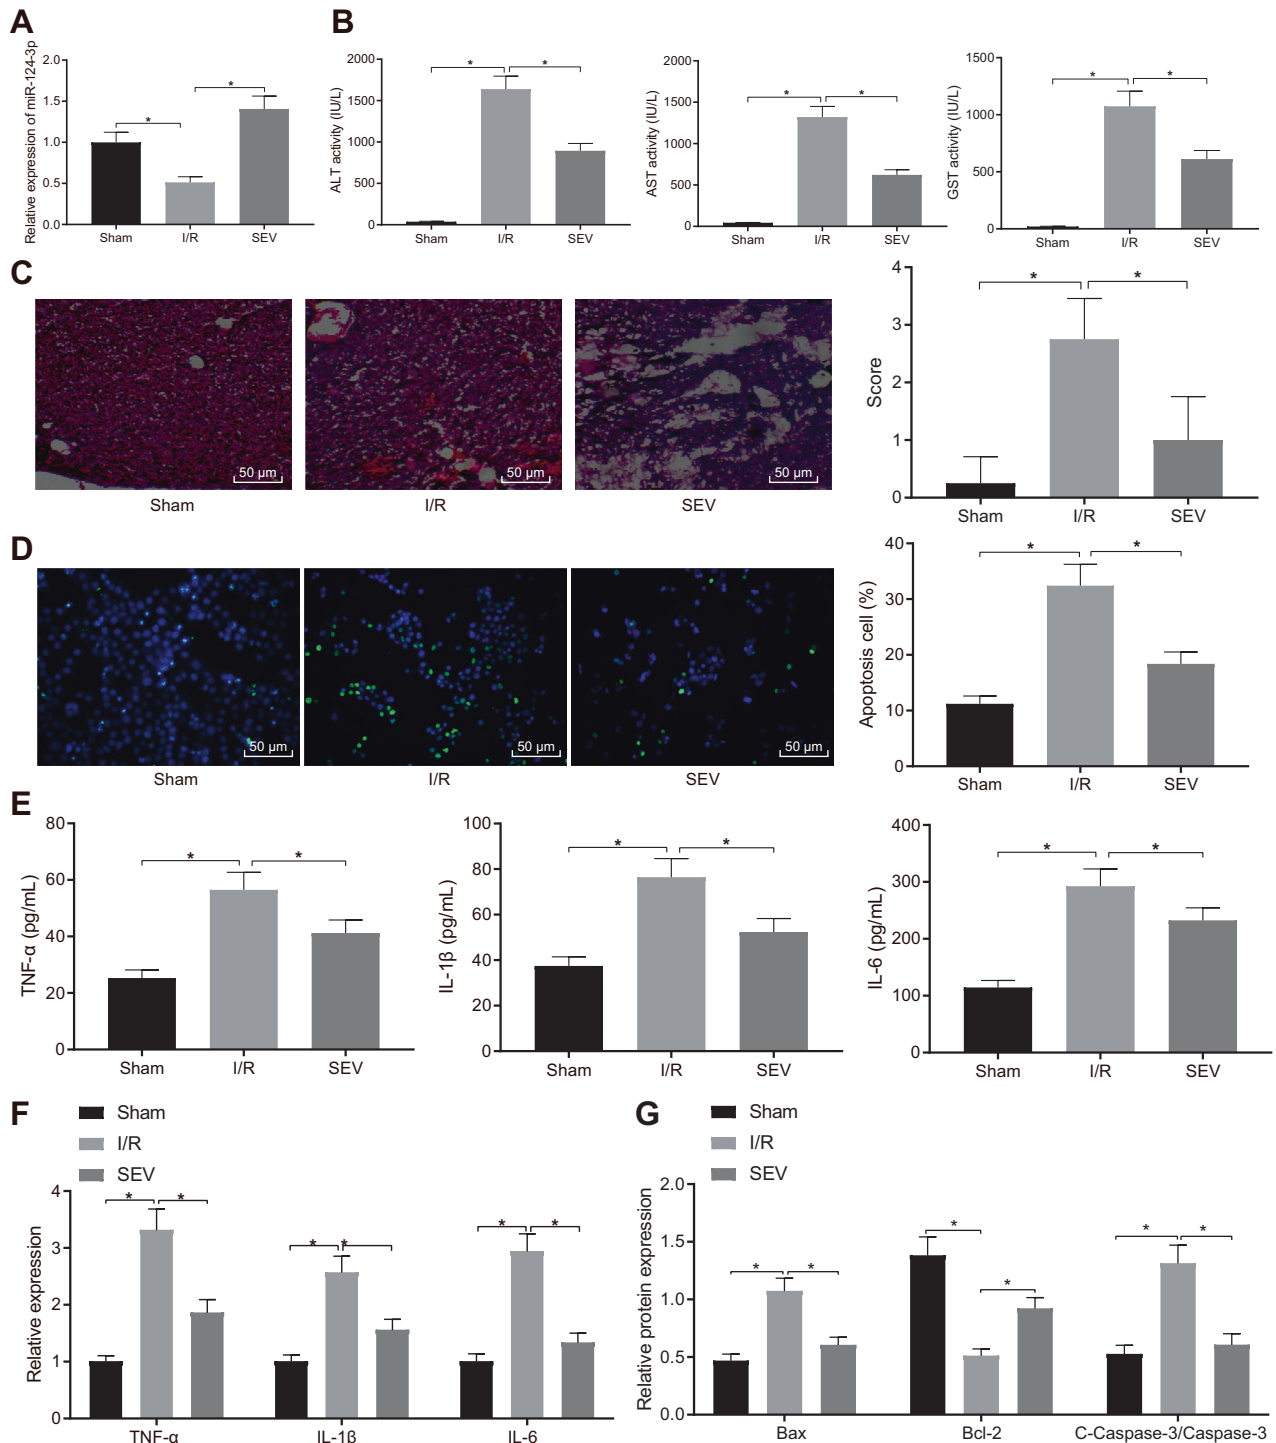 A
Relative expression of miR-124-3p
2.0
1.5
1.0
0.5
0.0
*
*
Sham
I/R
SEV
B
ALT activity (IU/L)
2000
1500
1000
500
0
*
*
Sham
I/R
SEV
AST activity (IU/L)
2000
1500
1000
500
0
*
*
Sham
I/R
SEV
GST activity (IU/L)
1500
1000
500
0
*
*
Sham
I/R
SEV
C
50 µm
Sham
50 µm
I/R
50 µm
SEV
Score
4
3
2
1
0
*
*
Sham
I/R
SEV
D
50 µm
Sham
50 µm
I/R
50 µm
SEV
Apoptosis cell (%)
40
30
20
10
0
*
*
Sham
I/R
SEV
E
TNF-α (pg/mL)
80
60
40
20
0
*
*
Sham
I/R
SEV
IL-1β (pg/mL)
100
80
60
40
20
0
*
*
Sham
I/R
SEV
IL-6 (pg/mL)
400
300
200
100
0
*
*
Sham
I/R
SEV
F
Sham
I/R
SEV
Relative expression
4
3
2
1
0
*
*
*
*
*
*
TNF-α
IL-1β
IL-6
G
Sham
I/R
SEV
Relative protein expression
2.0
1.5
1.0
0.5
0.0
*
*
*
*
*
*
Bax
Bcl-2
C-Caspase-3/Caspase-3